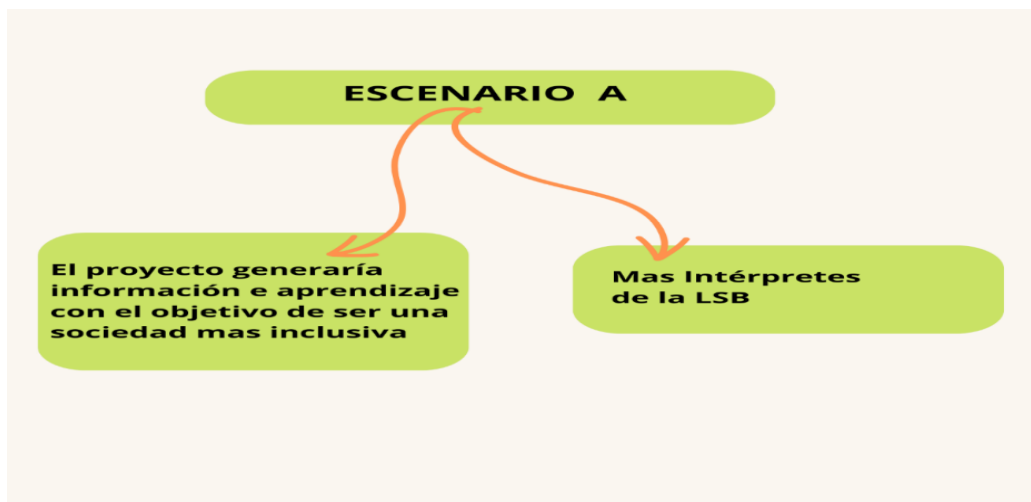 ESCENARIO A
El proyecto generaría
información e aprendizaje
con el objetivo de ser una
sociedad mas inclusiva
Mas Intérpretes
de la LSB